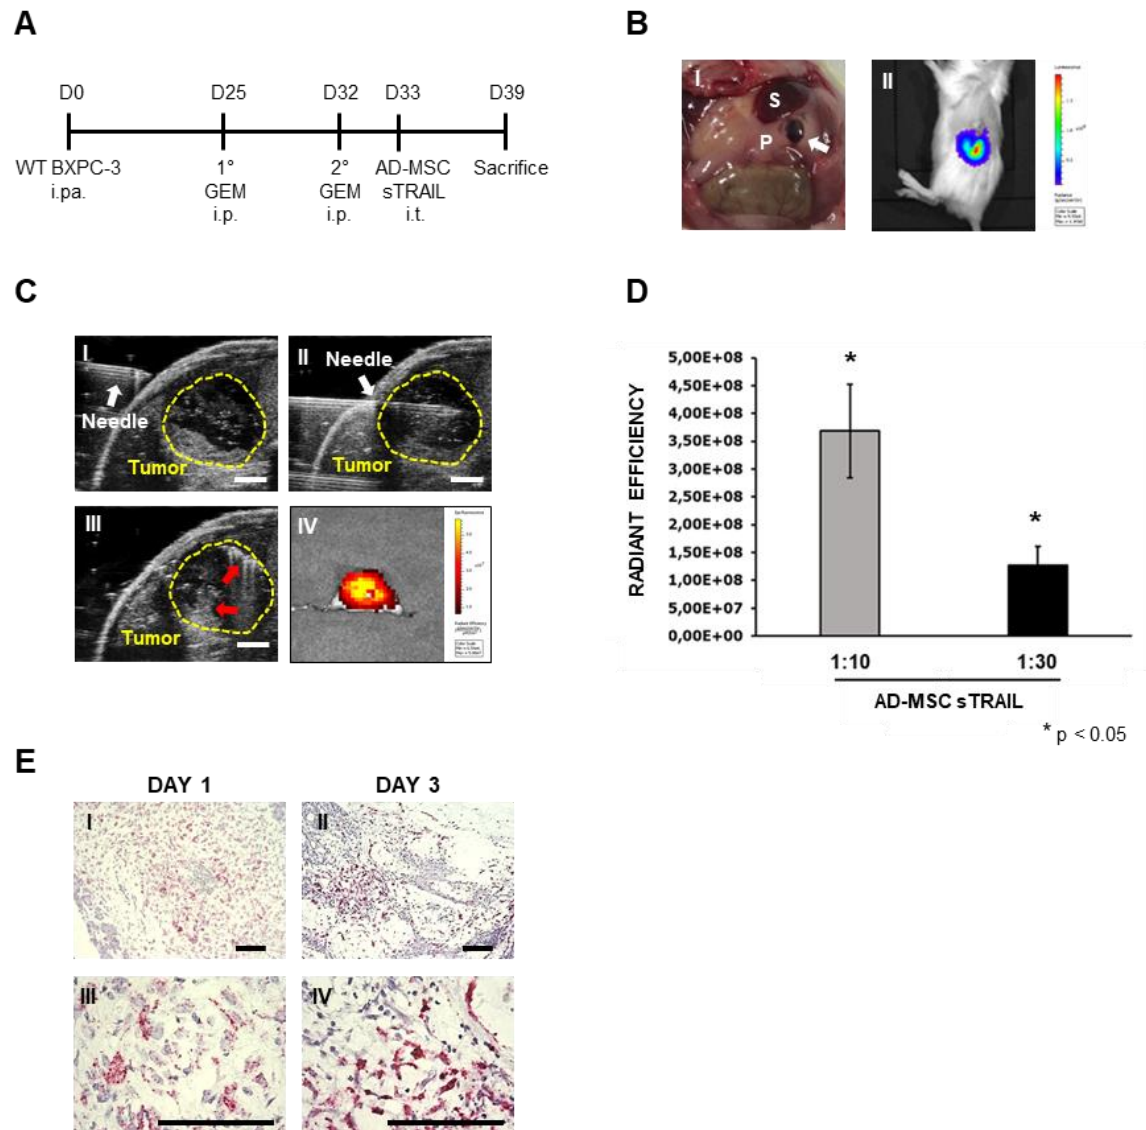 A
D0 D25 D32 D33 D39
WT BXPC-3 1° 2° AD-MSC Sacrifice
i.pa. GEM GEM sTRAIL
i.p. i.p. i.t.
B
I
S
P
II
C
I
Needle
Tumor
II
Needle
Tumor
III
Tumor
IV
D
RADIANT EFFICIENCY
5,00E+08
4,50E+08
4,00E+08
3,50E+08
3,00E+08
2,50E+08
2,00E+08
1,50E+08
1,00E+08
5,00E+07
0,00E+00
*
*
1:10 1:30
AD-MSC sTRAIL
* p < 0.05
E
DAY 1 DAY 3
I
II
III
IV